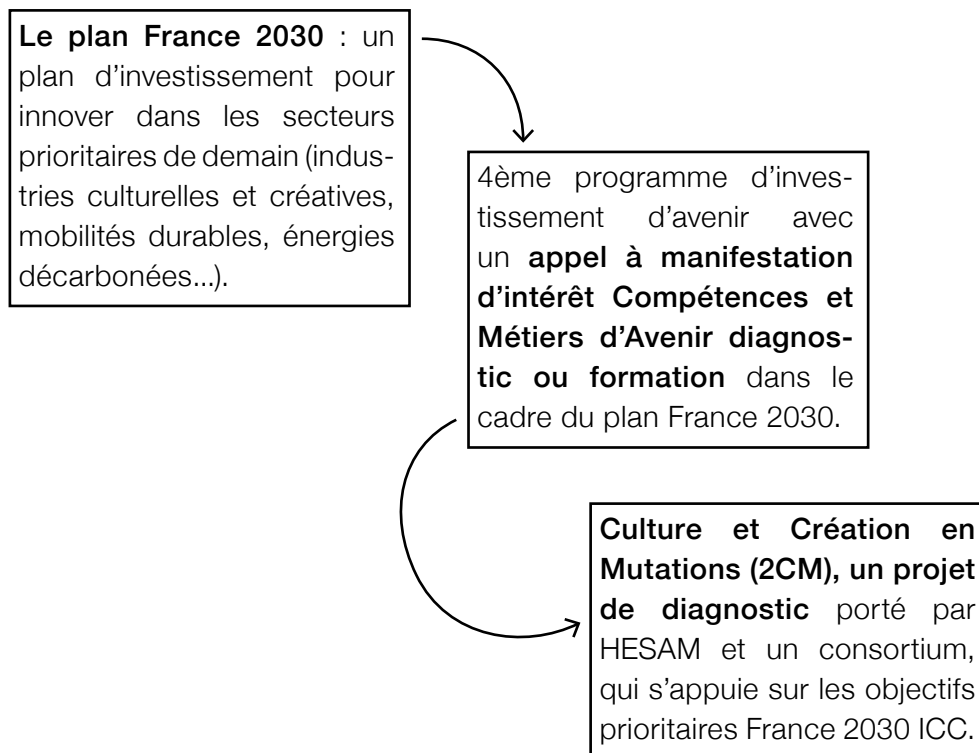 Le plan France 2030 : un
plan d’investissement pour
innover dans les secteurs
prioritaires de demain (indus-
tries culturelles et créatives,
mobilités durables, énergies
décarbonées...).
4ème programme d’inves-
tissement d’avenir avec
un appel à manifestation
d’intérêt Compétences et
Métiers d’Avenir diagnos-
tic ou formation dans le
cadre du plan France 2030.
Culture et Création en
Mutations (2CM), un projet
de diagnostic porté par
HESAM et un consortium,
qui s’appuie sur les objectifs
prioritaires France 2030 ICC.